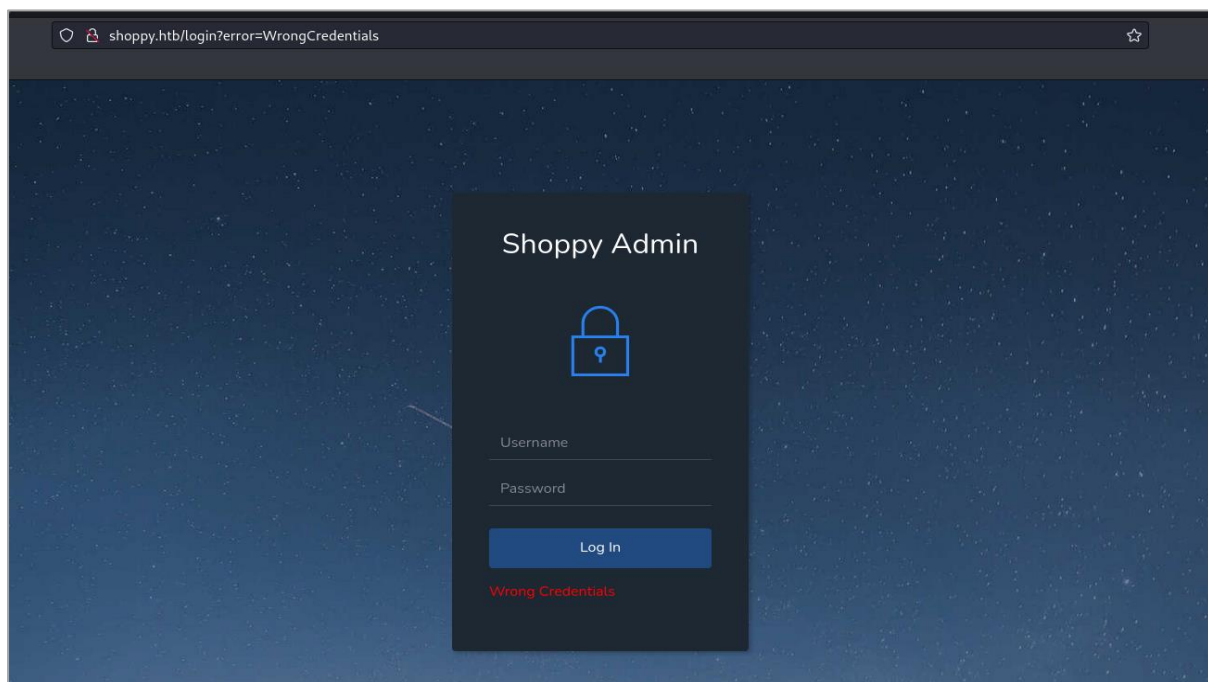 shoppy.htb/login?error=WrongCredentials
Shoppy Admin
Username
Password
Log In
Wrong Credentials